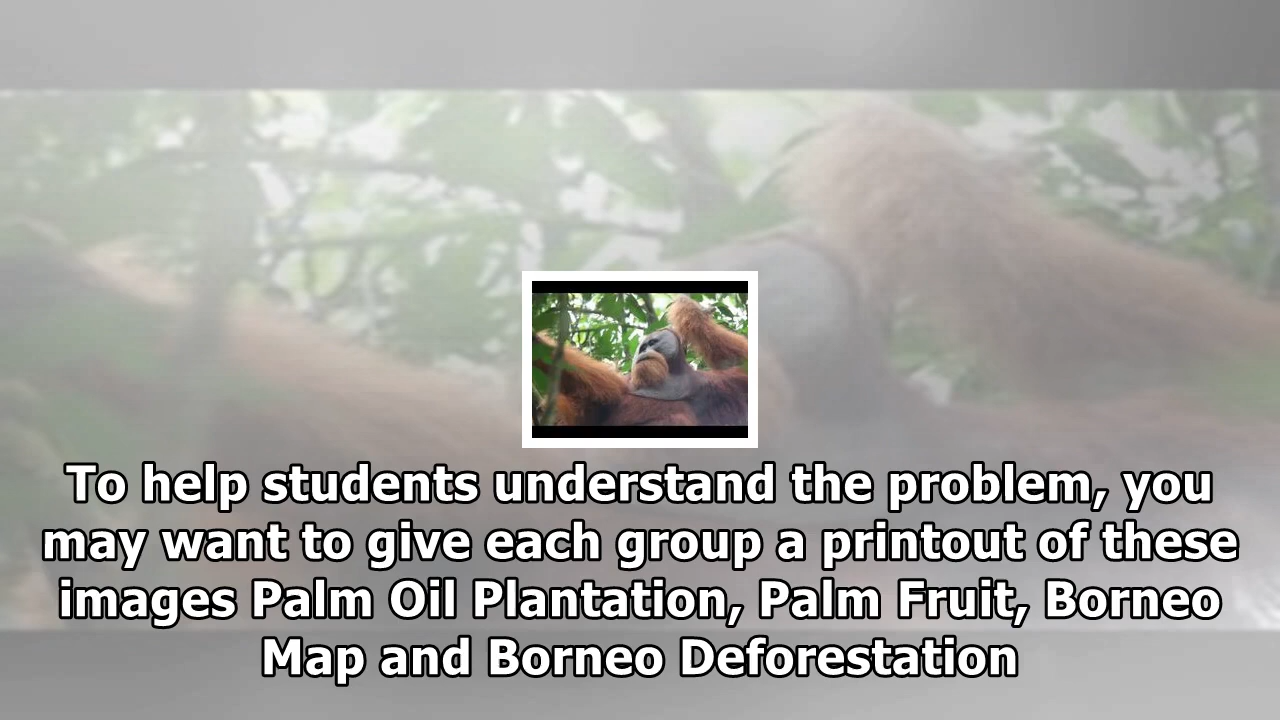 To help students understand the problem, you
may want to give each group a printout of these
images Palm Oil Plantation, Palm Fruit, Borneo
Map and Borneo Deforestation